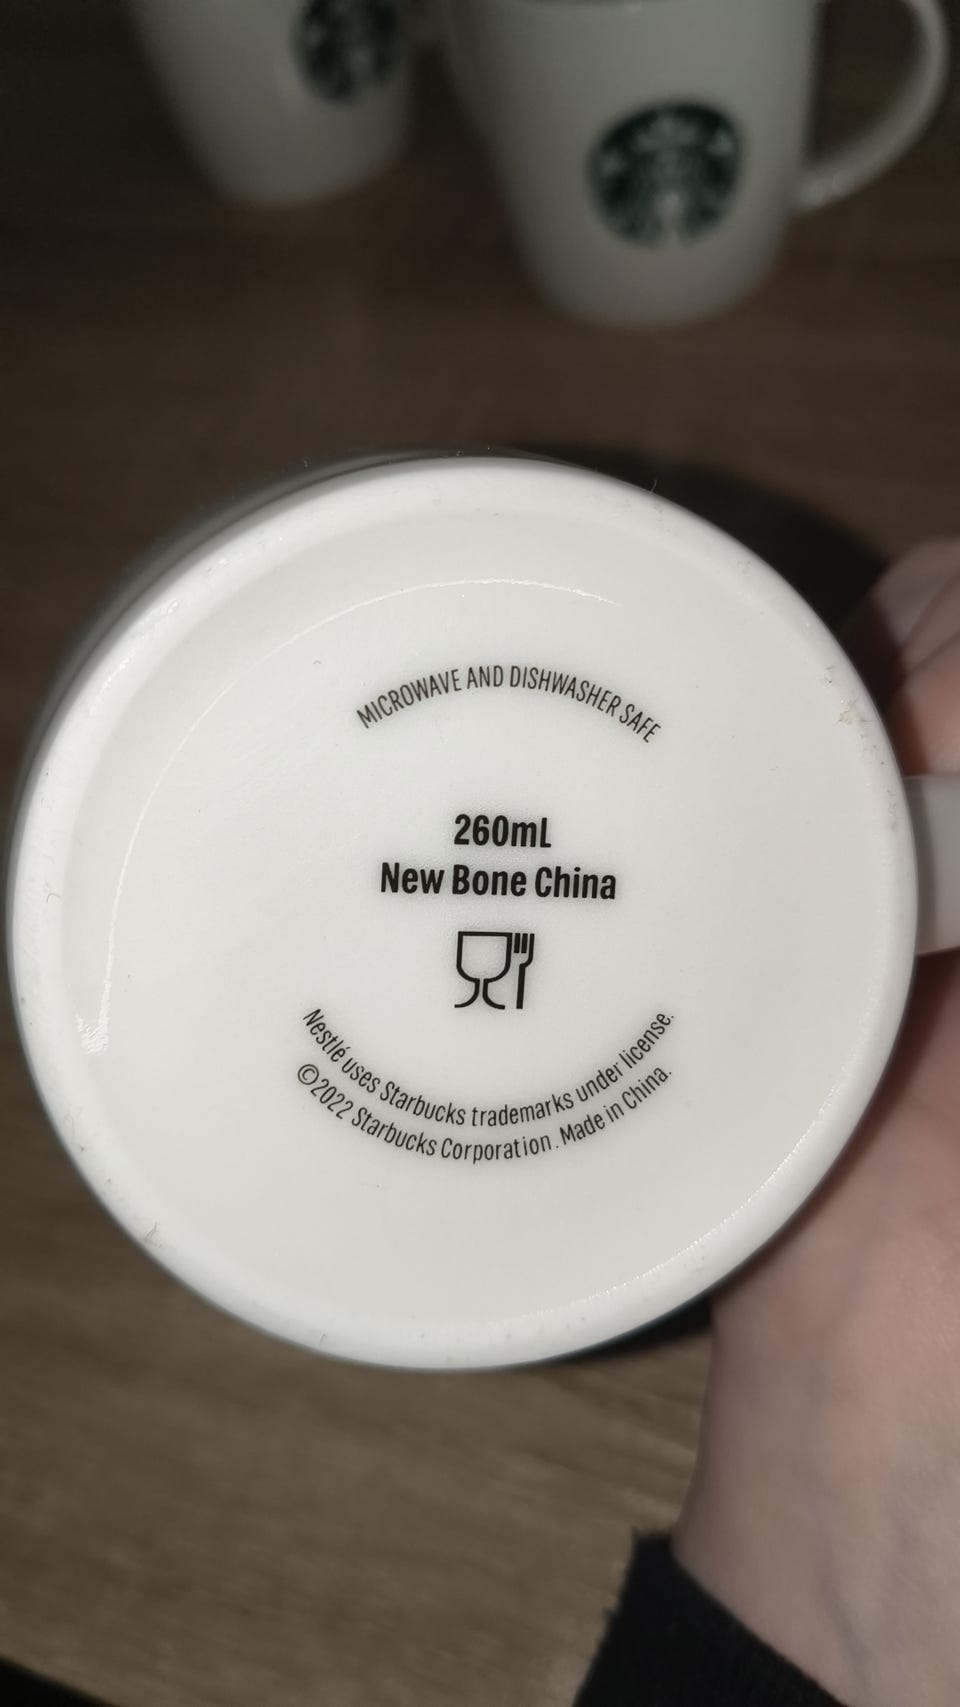 MICROWAVE AND DISHWASHER SAFE
260mL
New Bone China
Nestlé uses Starbucks trademarks under license.
©2022 Starbucks Corporation. Made in China.